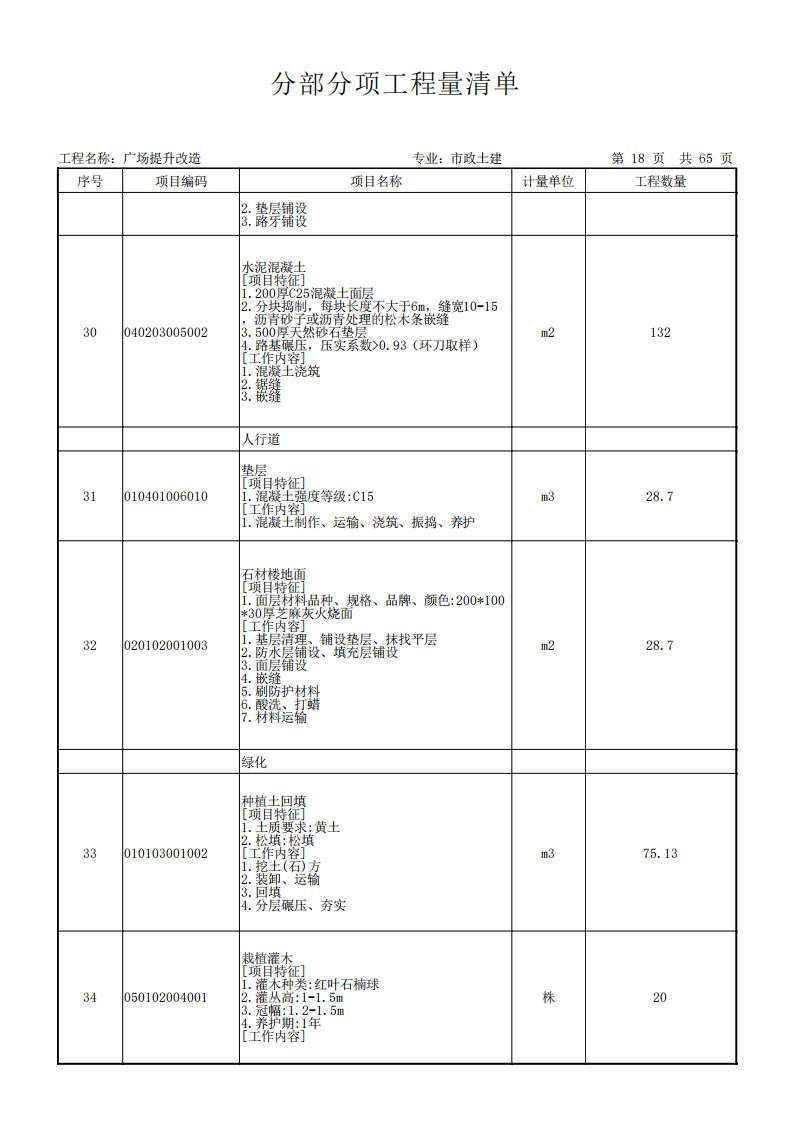 分部分项工程量清单
工程名称：广场提升改造 专业：市政土建 第 18 页 共 65 页
序号 项目编码 项目名称 计量单位 工程数量
2.垫层铺设
3.路牙铺设
水泥混凝土
[项目特征]
1.200厚C25混凝土面层
2.分块捣制，每块长度不大于6m，缝宽10-15
，沥青砂子或沥青处理的松木条嵌缝
3.500厚天然砂石垫层
30 040203005002 m2 132
4.路基碾压，压实系数>0.93（环刀取样）
[工作内容]
1.混凝土浇筑
2.锯缝
3.嵌缝
人行道
垫层
[项目特征]
31 010401006010 1.混凝土强度等级:C15 m3 28.7
[工作内容]
1.混凝土制作、运输、浇筑、振捣、养护
石材楼地面
[项目特征]
1.面层材料品种、规格、品牌、颜色:200*100
*30厚芝麻灰火烧面
[工作内容]
1.基层清理、铺设垫层、抹找平层
32 020102001003 m2 28.7
2.防水层铺设、填充层铺设
3.面层铺设
4.嵌缝
5.刷防护材料
6.酸洗、打蜡
7.材料运输
绿化
种植土回填
[项目特征]
1.土质要求:黄土
2.松填:松填
33 010103001002 [工作内容] m3 75.13
1.挖土(石)方
2.装卸、运输
3.回填
4.分层碾压、夯实
栽植灌木
[项目特征]
1.灌木种类:红叶石楠球
34 050102004001 2.灌丛高:1-1.5m 株 20
3.冠幅:1.2-1.5m
4.养护期:1年
[工作内容]